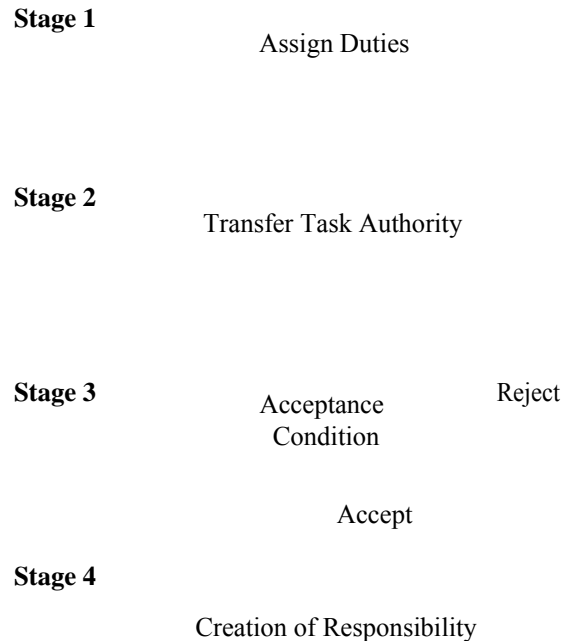 Stage 1
Assign Duties
Stage 2
Transfer Task Authority
Stage 3
Reject
Acceptance
Condition
Accept
Stage 4
Creation of Responsibility